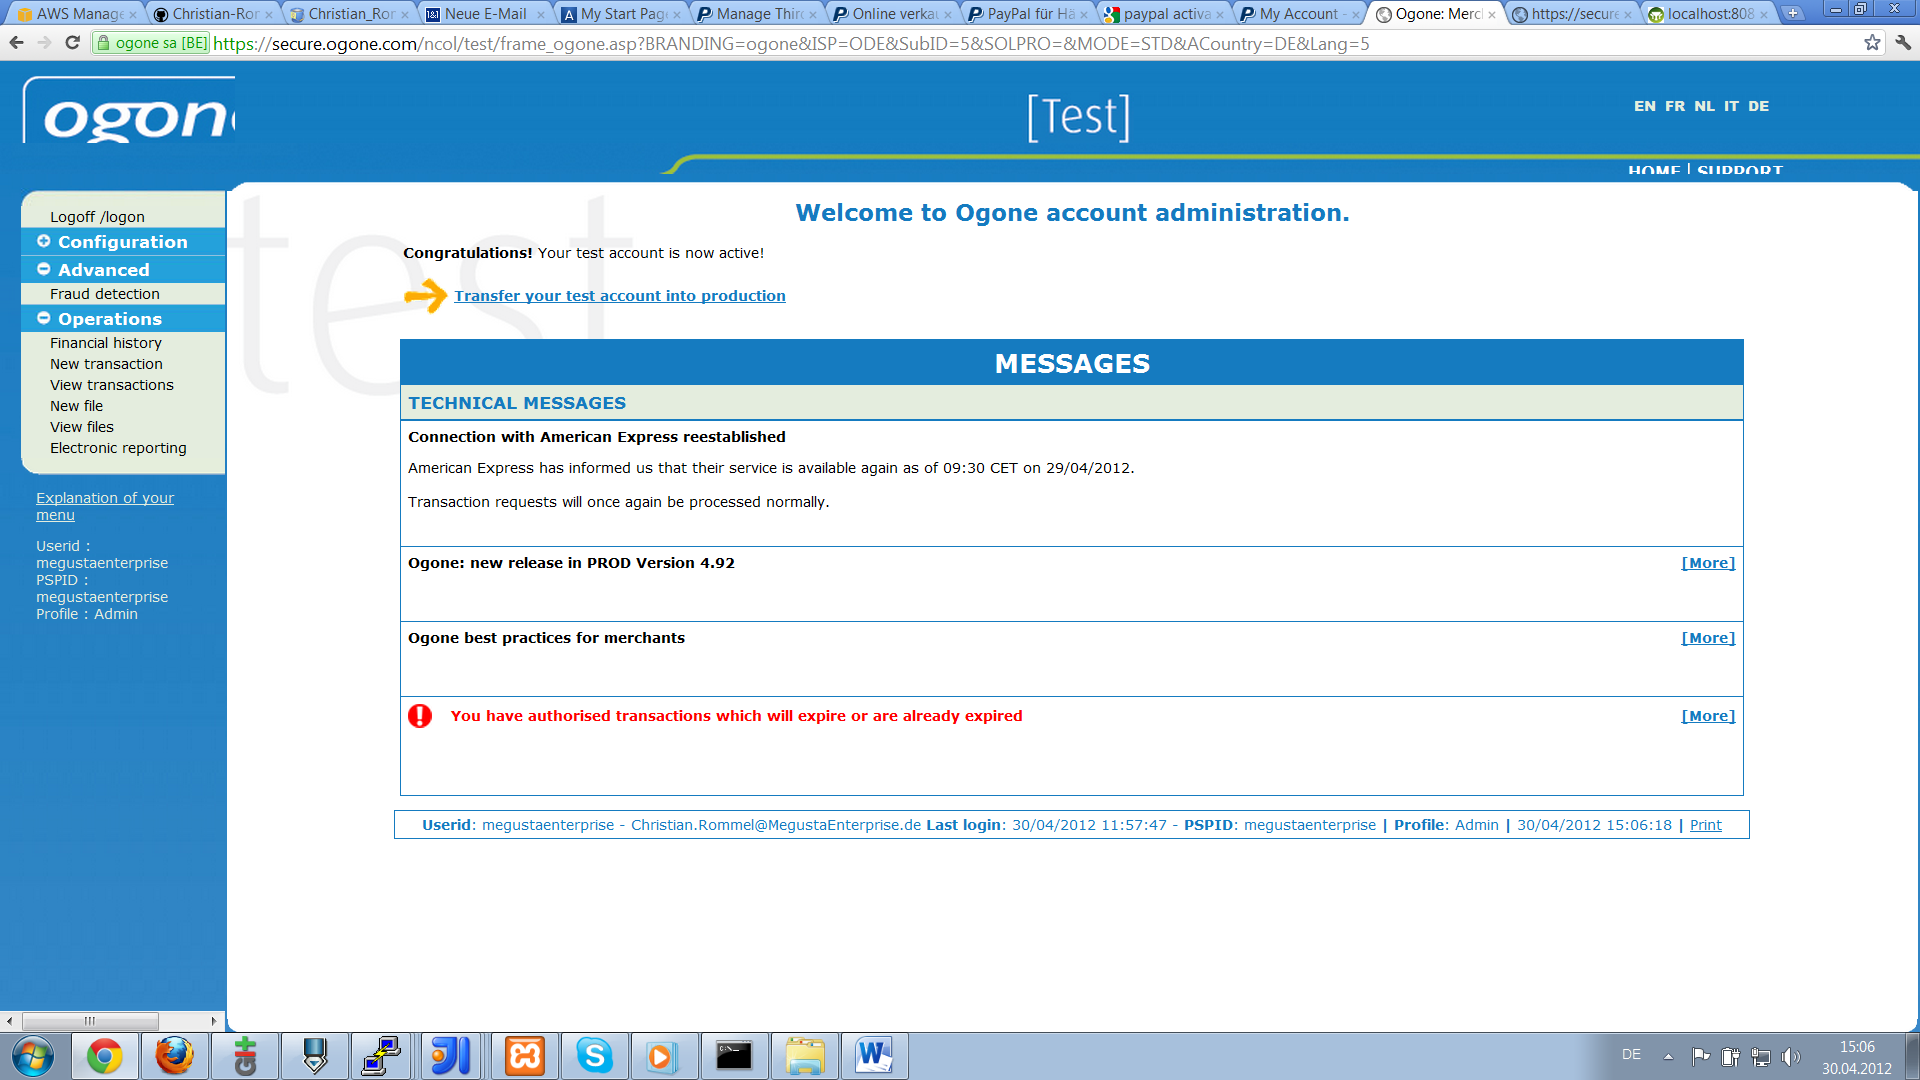 AWS Manage
Christian-Ror
Christian_Ror
Neue E-Mail
My Start Page
Manage Third
Online verkau
PayPal für Hä
paypal activa
My Account -
Ogone: Merc
https://secure
localhost:808
ogone sa [BE]
https://secure.ogone.com/ncol/test/frame_ogone.asp?BRANDING=ogone&ISP=ODE&SubID=5&SOLPRO=&MODE=STD&ACountry=DE&Lang=5
ogone
[Test]
EN FR NL IT DE
HOME | SUPPORT
test
Logoff /logon
Configuration
Advanced
Fraud detection
Operations
Financial history
New transaction
View transactions
New file
View files
Electronic reporting
Explanation of your
menu
Userid :
megustaenterprise
PSPID :
megustaenterprise
Profile : Admin
Welcome to Ogone account administration.
Congratulations! Your test account is now active!
Transfer your test account into production
MESSAGES
TECHNICAL MESSAGES
Connection with American Express reestablished
American Express has informed us that their service is available again as of 09:30 CET on 29/04/2012.
Transaction requests will once again be processed normally.
Ogone: new release in PROD Version 4.92 [More]
Ogone best practices for merchants [More]
You have authorised transactions which will expire or are already expired [More]
Userid: megustaenterprise - Christian.Rommel@MegustaEnterprise.de Last login: 30/04/2012 11:57:47 - PSPID: megustaenterprise | Profile: Admin | 30/04/2012 15:06:18 | Print
DE
15:06
30.04.2012